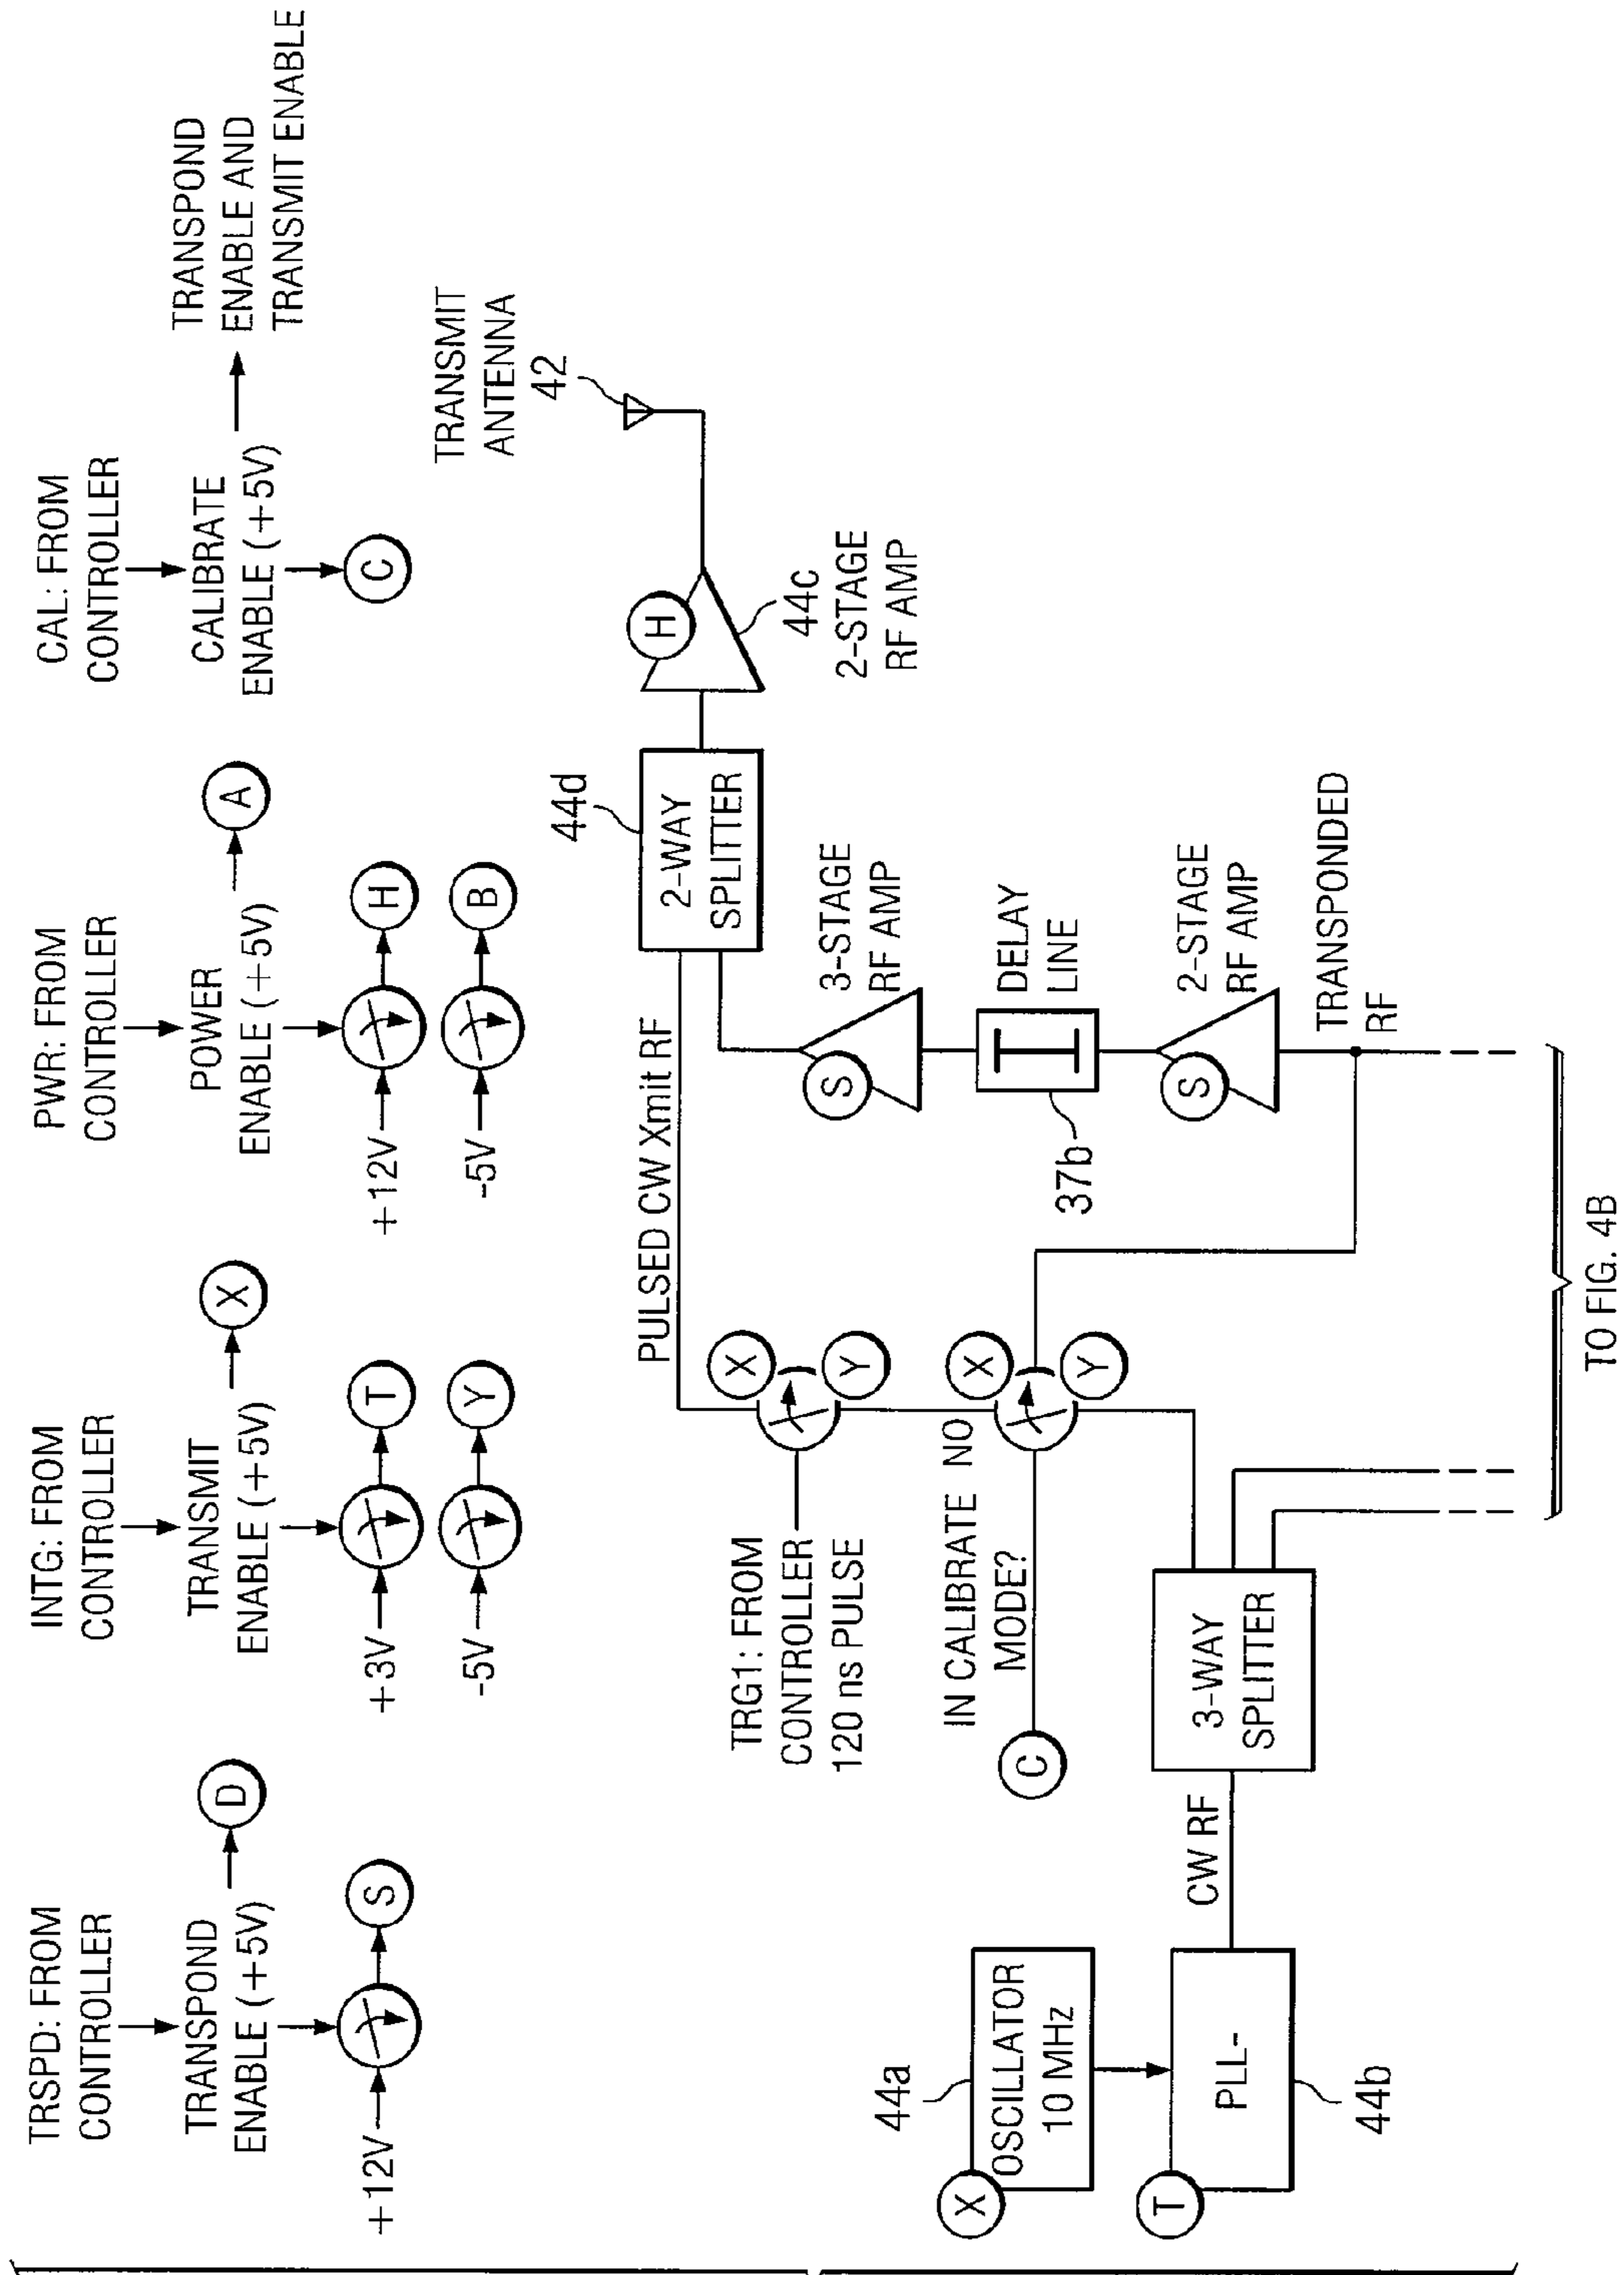 TRSPD: FROM
CONTROLLER
TRANSPOND
ENABLE (+5V)
D
+12V
S
INTG: FROM
CONTROLLER
TRANSMIT
ENABLE (+5V)
X
+3V
T
-5V
Y
PWR: FROM
CONTROLLER
POWER
ENABLE (+5V)
A
+12V
H
-5V
B
CAL: FROM
CONTROLLER
CALIBRATE
ENABLE (+5V)
C
TRANSPOND
ENABLE AND
TRANSMIT ENABLE
TRANSMIT
ANTENNA
42
H
44c
2-STAGE
RF AMP
44d
2-WAY
SPLITTER
PULSED CW Xmit RF
3-STAGE
RF AMP
S
DELAY
LINE
37b
2-STAGE
RF AMP
S
TRANSPONDED
RF
X
Y
TRG1: FROM
CONTROLLER
120 ns PULSE
X
Y
IN CALIBRATE NO
MODE?
C
3-WAY
SPLITTER
CW RF
44a
X
OSCILLATOR
10 MHz
T
PLL-
44b
TO FIG. 4B